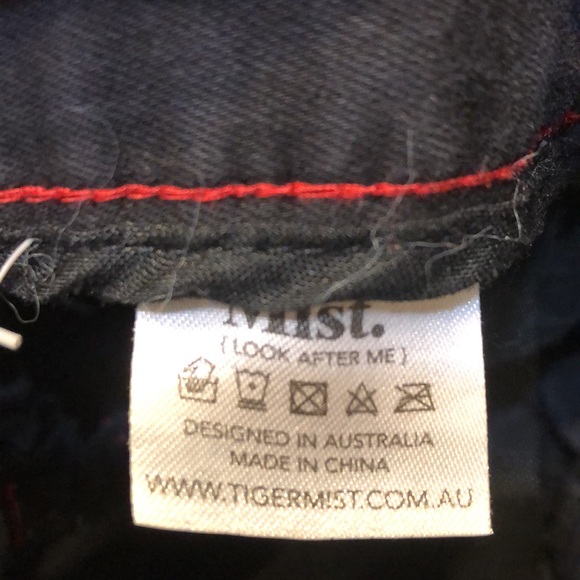 Mist.
{ LOOK AFTER ME }
DESIGNED IN AUSTRALIA
MADE IN CHINA
WWW.TIGERMIST.COM.AU